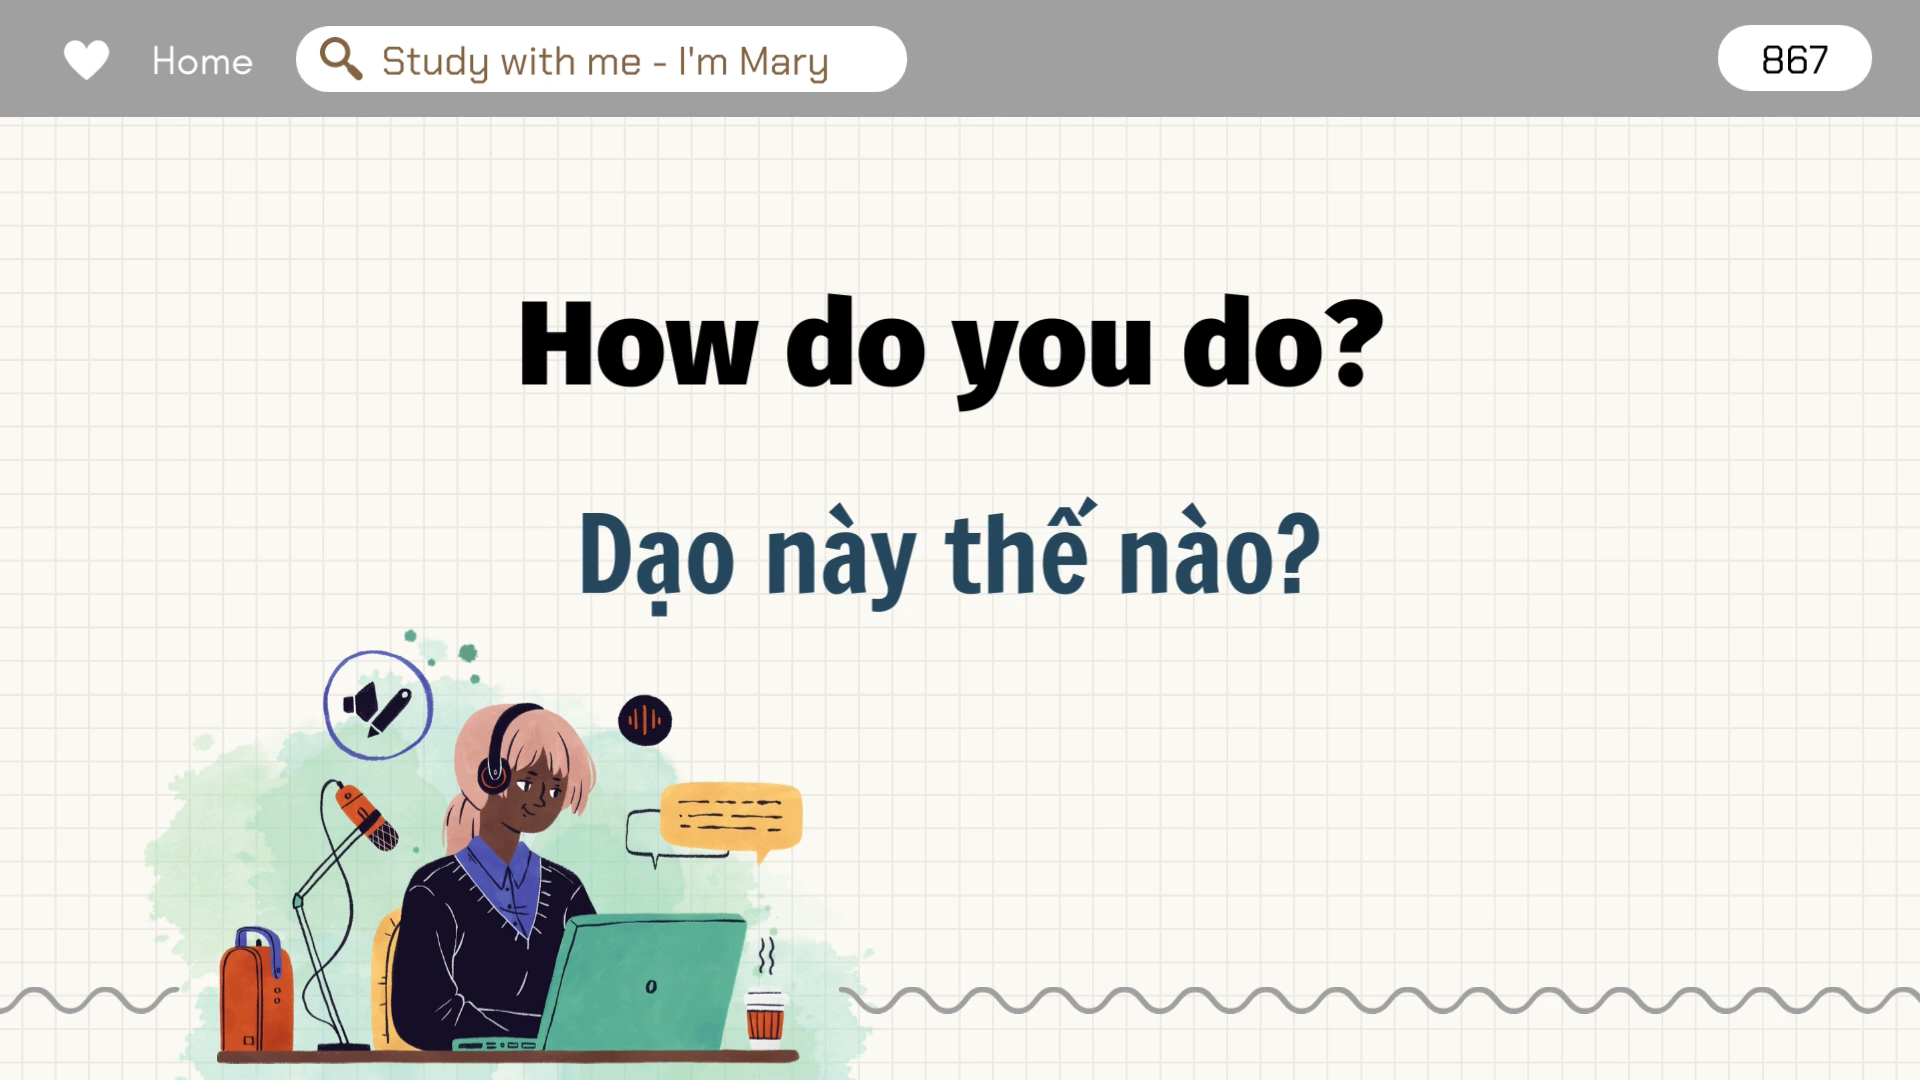 Home
Study with me - I'm Mary
867
How do you do?
Dạo này thế nào?